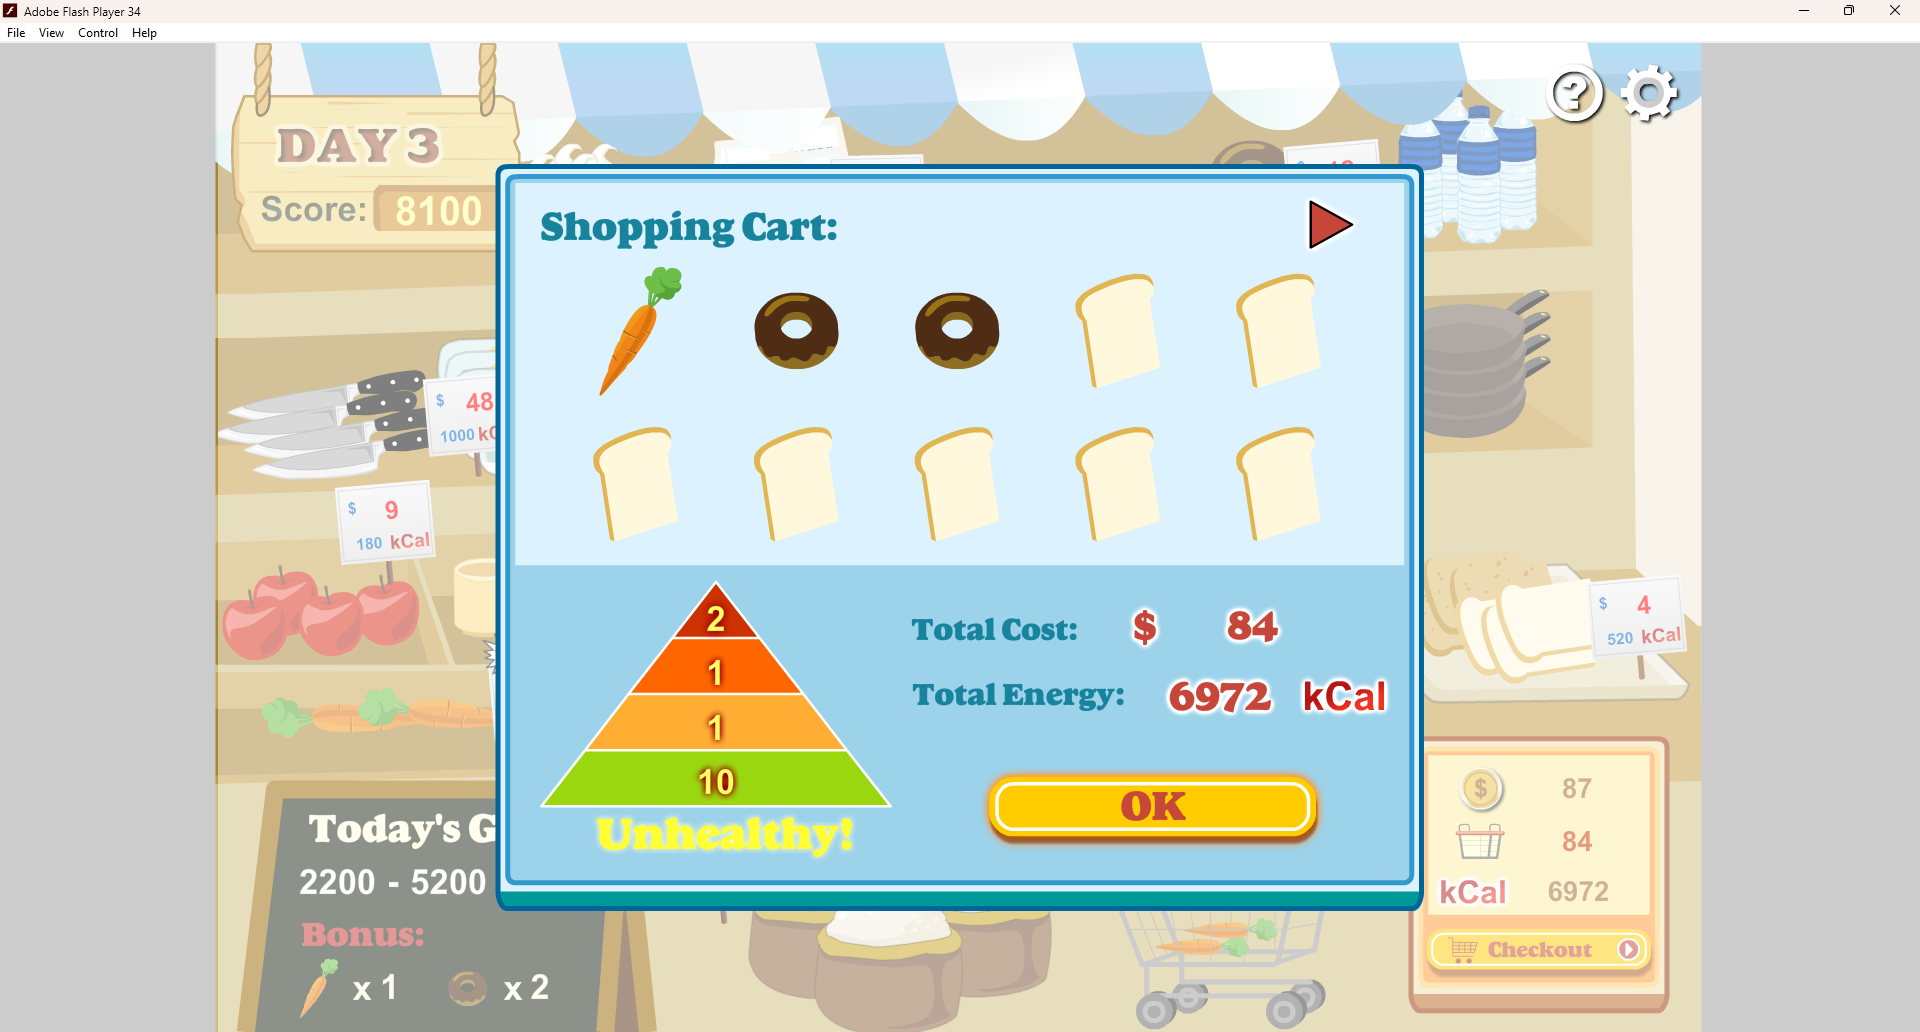 Adobe Flash Player 34
File View Control Help
DAY 3
Score: 8100
?
Shopping Cart:
$ 48
1000 kC
$ 9
180 kCal
$ 4
520 kCal
2
1
1
10
Unhealthy!
Total Cost: $ 84
Total Energy: 6972 kCal
OK
Today's G
2200 - 5200
Bonus:
x 1 x 2
$ 87
84
kCal 6972
Checkout